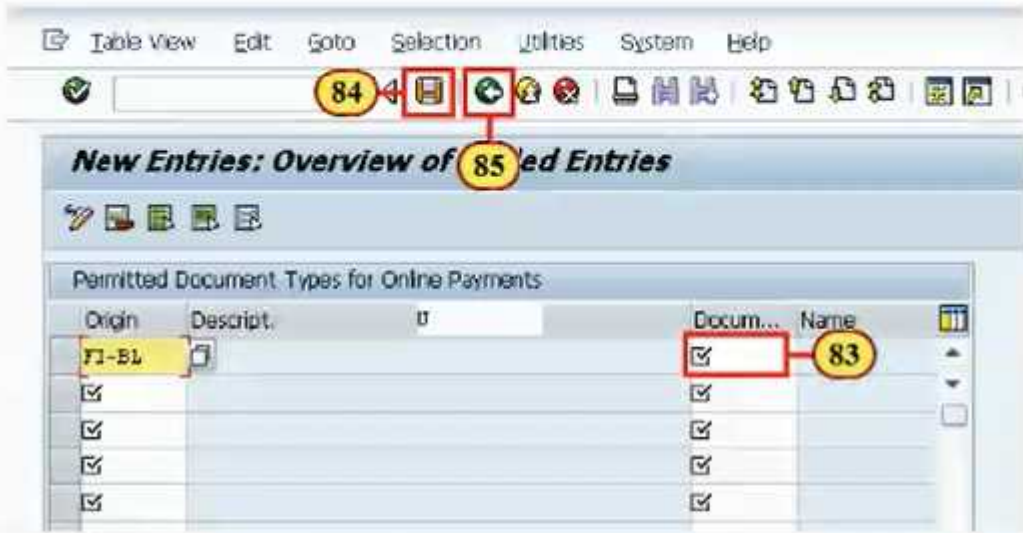 Table View Edit Goto Selection Utilities System Help
84
New Entries: Overview of ed Entries
85
Permitted Document Types for Online Payments
Origin Descript. Docum... Name
FI-BL
83